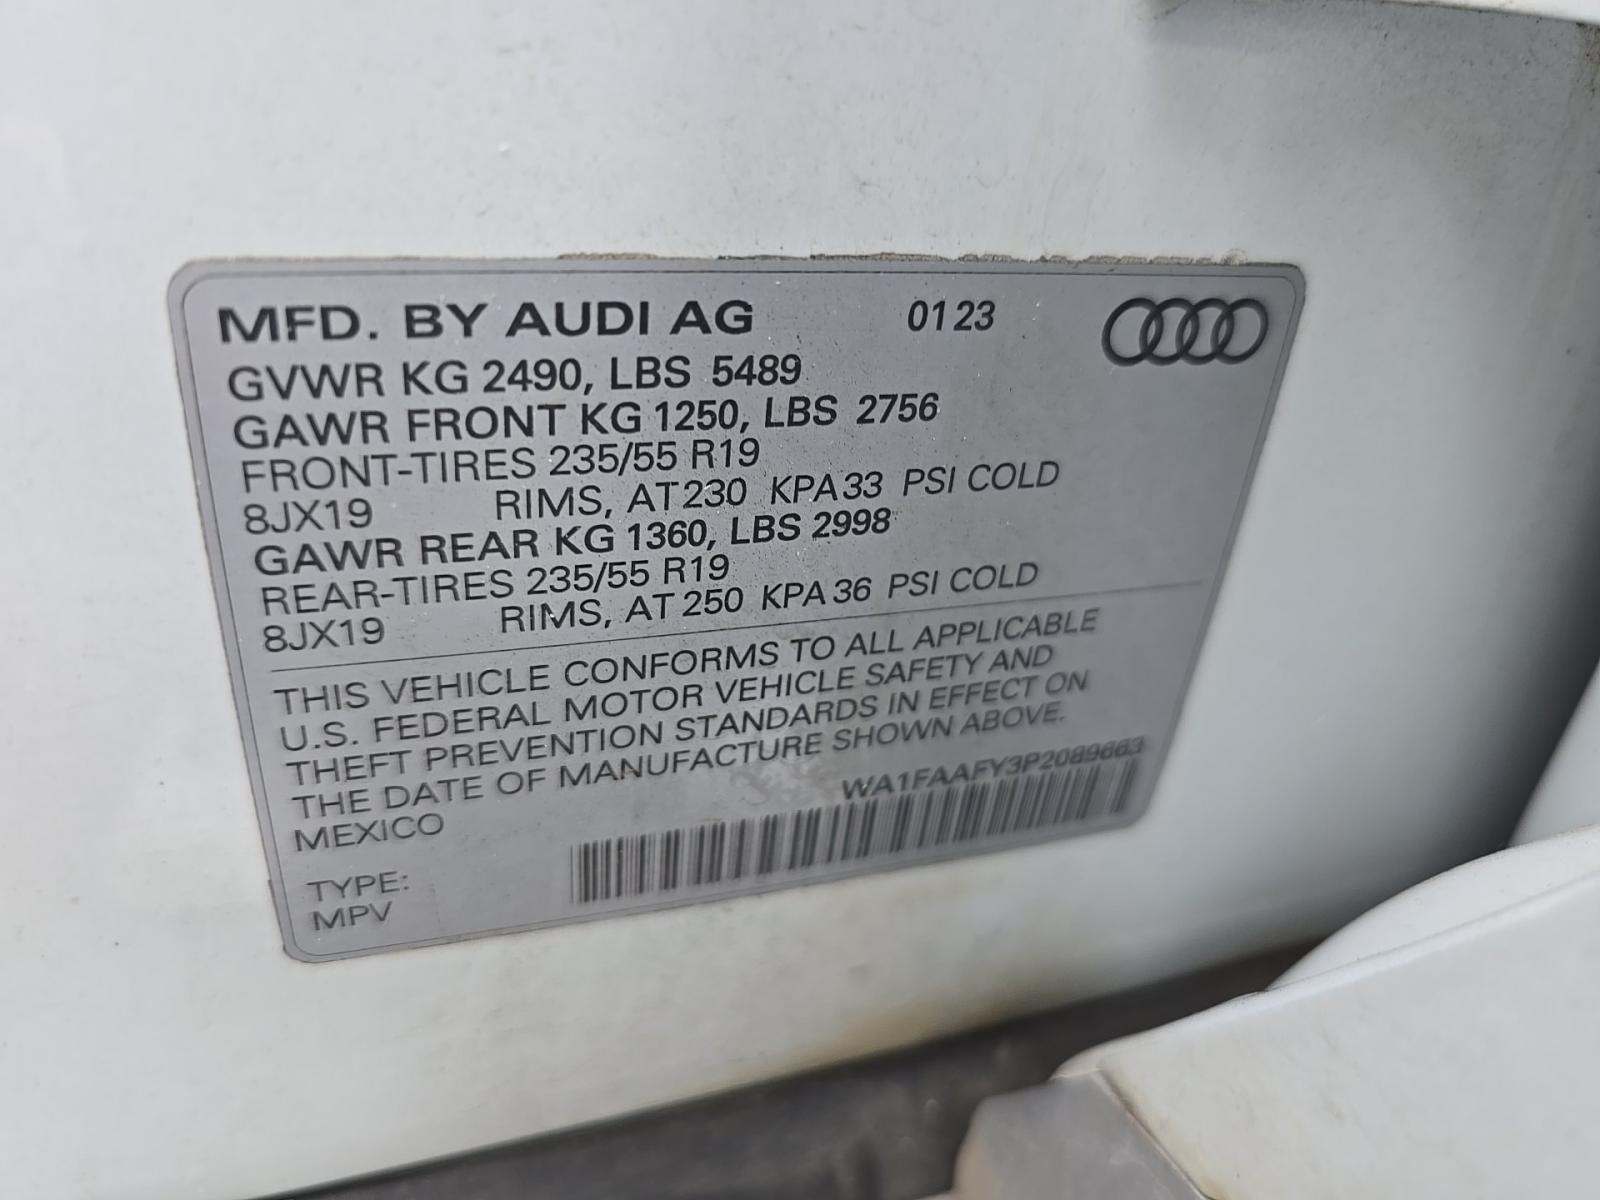 MFD. BY AUDI AG 01 23
GVWR KG 2490, LBS 5489
GAWR FRONT KG 1250, LBS 2756
FRONT-TIRES 235/55 R19
8JX19 RIMS, AT 230 KPA 33 PSI COLD
GAWR REAR KG 1360, LBS 2998
REAR-TIRES 235/55 R19
8JX19 RIMS, AT 250 KPA 36 PSI COLD
THIS VEHICLE CONFORMS TO ALL APPLICABLE
U.S. FEDERAL MOTOR VEHICLE SAFETY AND
THEFT PREVENTION STANDARDS IN EFFECT ON
THE DATE OF MANUFACTURE SHOWN ABOVE.
MEXICO WA1FAAFY3P2089663
TYPE:
MPV